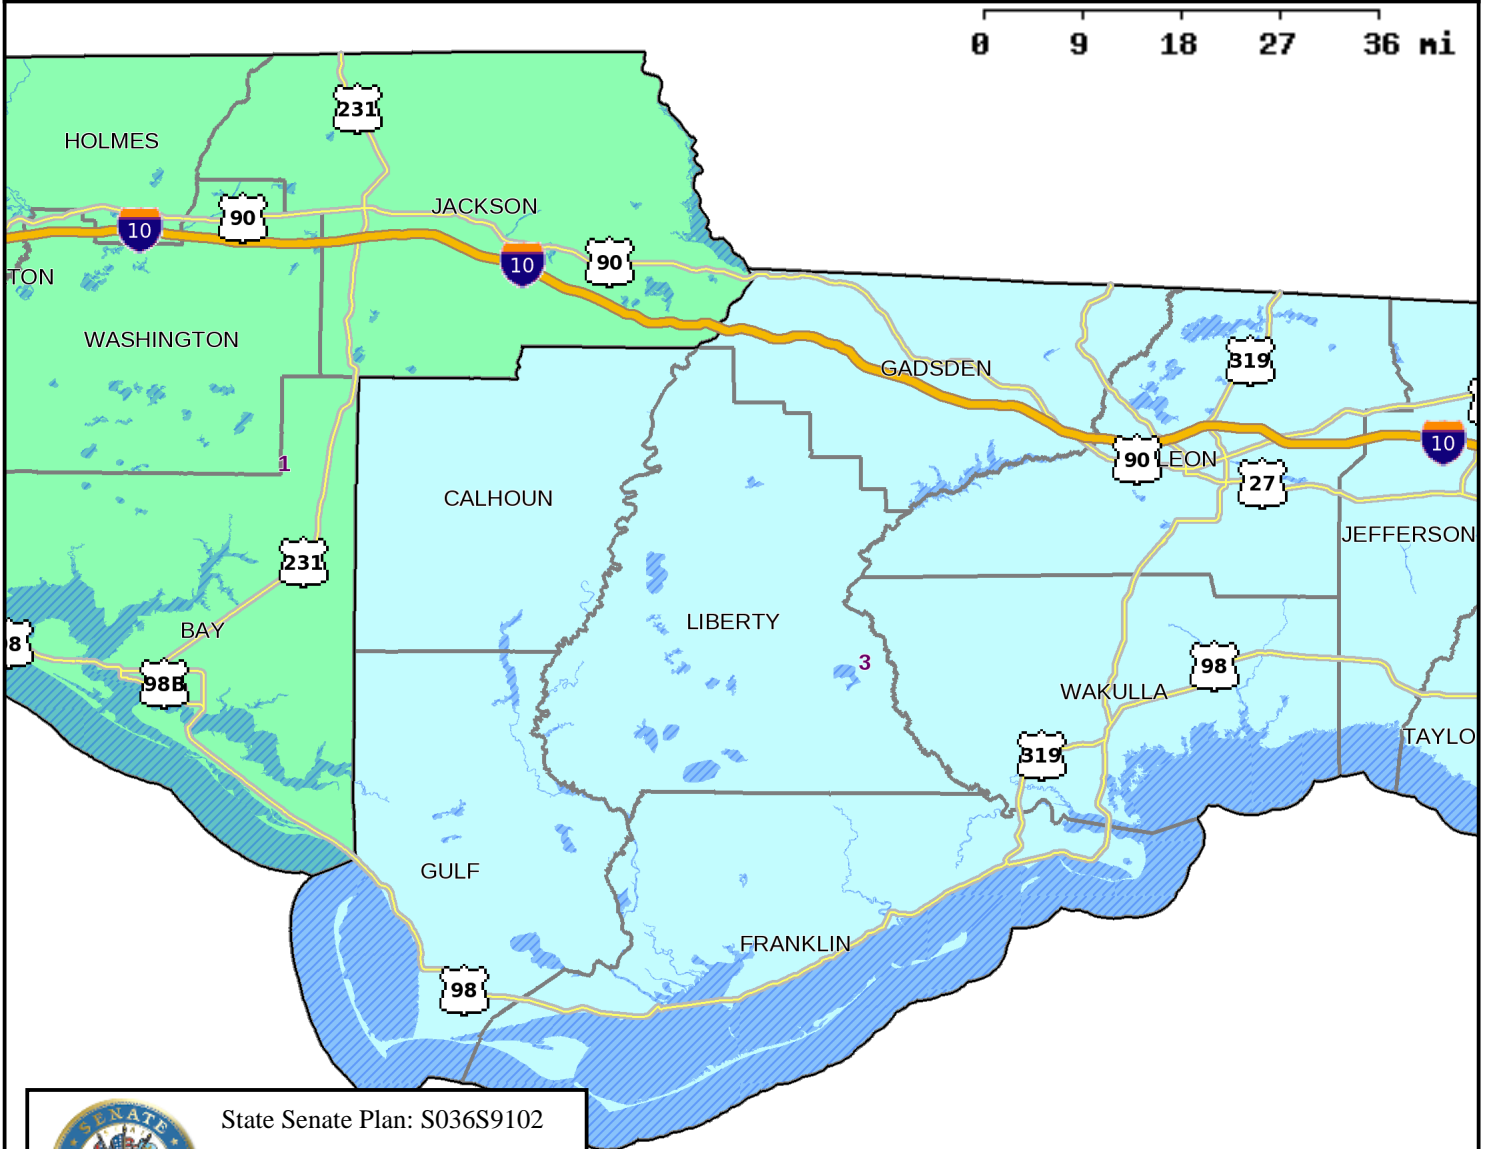 0 9 18 27 36 mi
231
HOLMES
JACKSON
90
10
10
90
TON
WASHINGTON
319
GADSDEN
10
1
90
LEON
27
CALHOUN
JEFFERSON
231
LIBERTY
BAY
98
3
98
98B
WAKULLA
319
TAYLO
GULF
FRANKLIN
98
SENATE
State Senate Plan: S036S9102